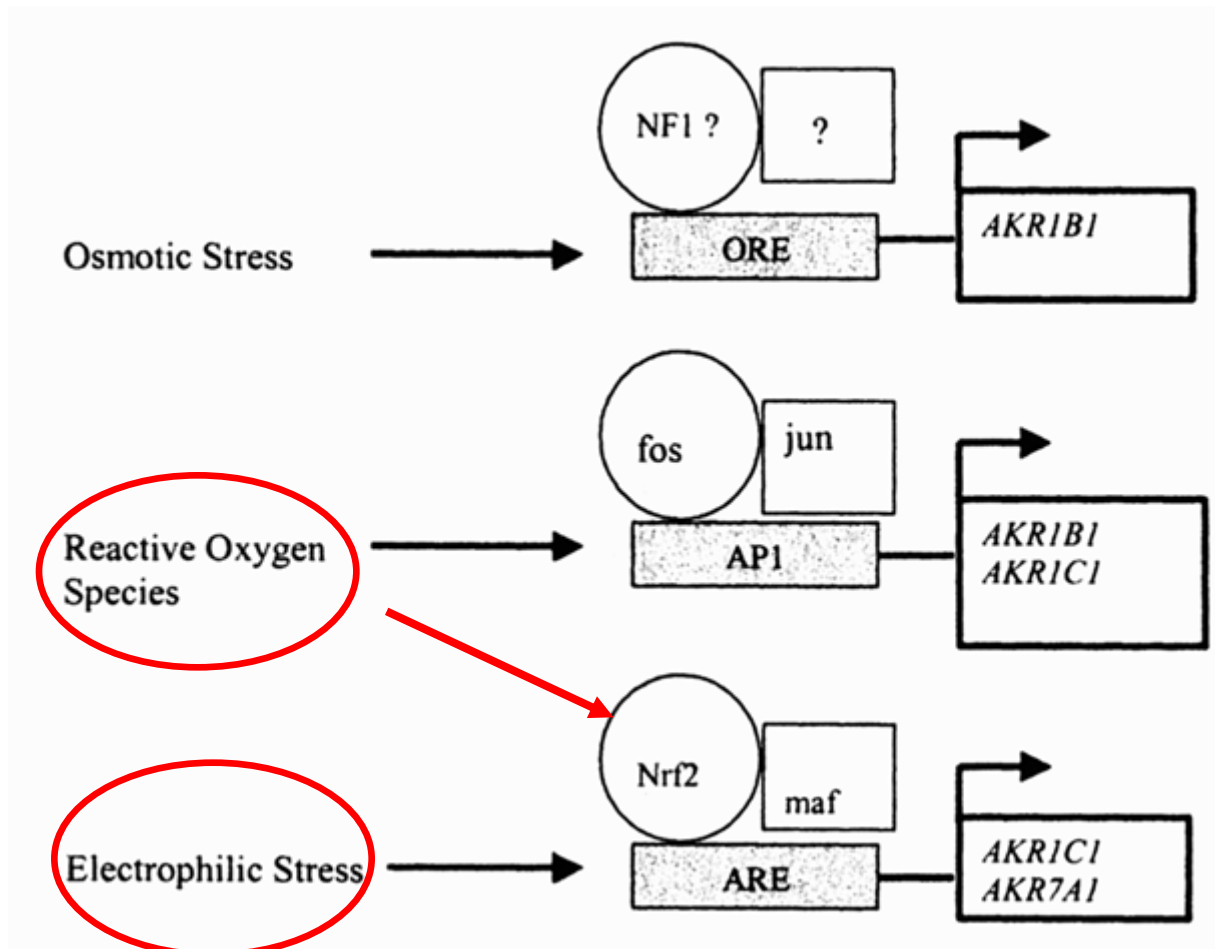 NF1 ?
?
AKR1B1
Osmotic Stress
ORE
fos
jun
AKR1B1
AKR1C1
Reactive Oxygen
Species
AP1
Nrf2
maf
AKR1C1
AKR7A1
Electrophilic Stress
ARE